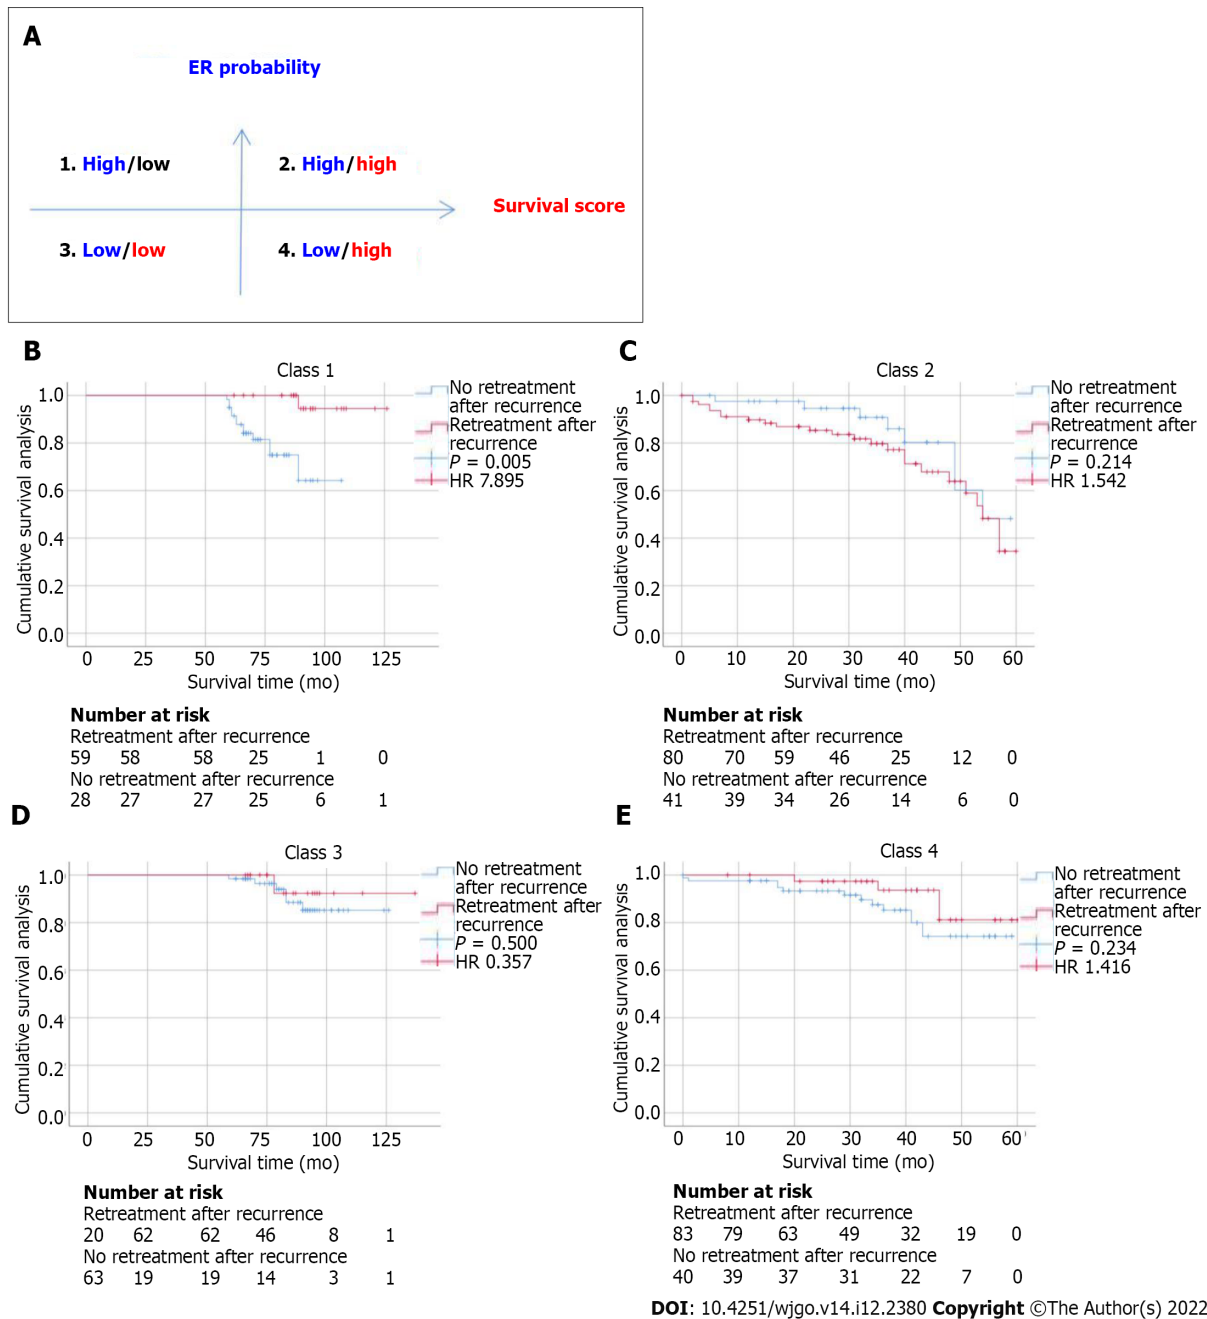 A
ER probability
1. High/low
2. High/high
Survival score
3. Low/low
4. Low/high
B
Class 1
Cumulative survival analysis
1.0
0.8
0.6
0.4
0.2
0.0
0 25 50 75 100 125
Survival time (mo)
No retreatment
after recurrence
Retreatment after
recurrence
P = 0.005
HR 7.895
Number at risk
Retreatment after recurrence
59 58 58 25 1 0
No retreatment after recurrence
28 27 27 25 6 1
C
Class 2
Cumulative survival analysis
1.0
0.8
0.6
0.4
0.2
0.0
0 10 20 30 40 50 60
Survival time (mo)
No retreatment
after recurrence
Retreatment after
recurrence
P = 0.214
HR 1.542
Number at risk
Retreatment after recurrence
80 70 59 46 25 12 0
No retreatment after recurrence
41 39 34 26 14 6 0
D
Class 3
Cumulative survival analysis
1.0
0.8
0.6
0.4
0.2
0.0
0 25 50 75 100 125
Survival time (mo)
No retreatment
after recurrence
Retreatment after
recurrence
P = 0.500
HR 0.357
Number at risk
Retreatment after recurrence
20 62 62 46 8 1
No retreatment after recurrence
63 19 19 14 3 1
E
Class 4
Cumulative survival analysis
1.0
0.8
0.6
0.4
0.2
0.0
0 10 20 30 40 50 60
Survival time (mo)
No retreatment
after recurrence
Retreatment after
recurrence
P = 0.234
HR 1.416
Number at risk
Retreatment after recurrence
83 79 63 49 32 19 0
No retreatment after recurrence
40 39 37 31 22 7 0
DOI: 10.4251/wjgo.v14.i12.2380 Copyright ©The Author(s) 2022